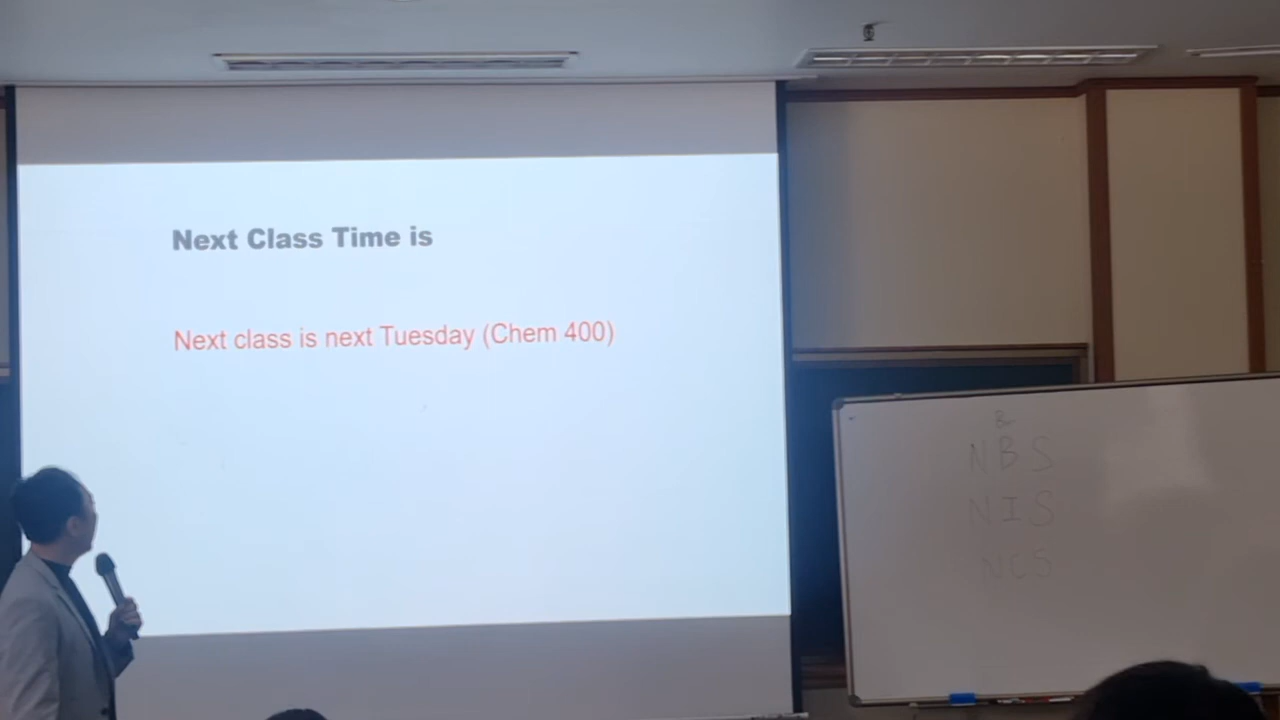 Next Class Time is
Next class is next Tuesday (Chem 400)
NBS
NIS
NCS